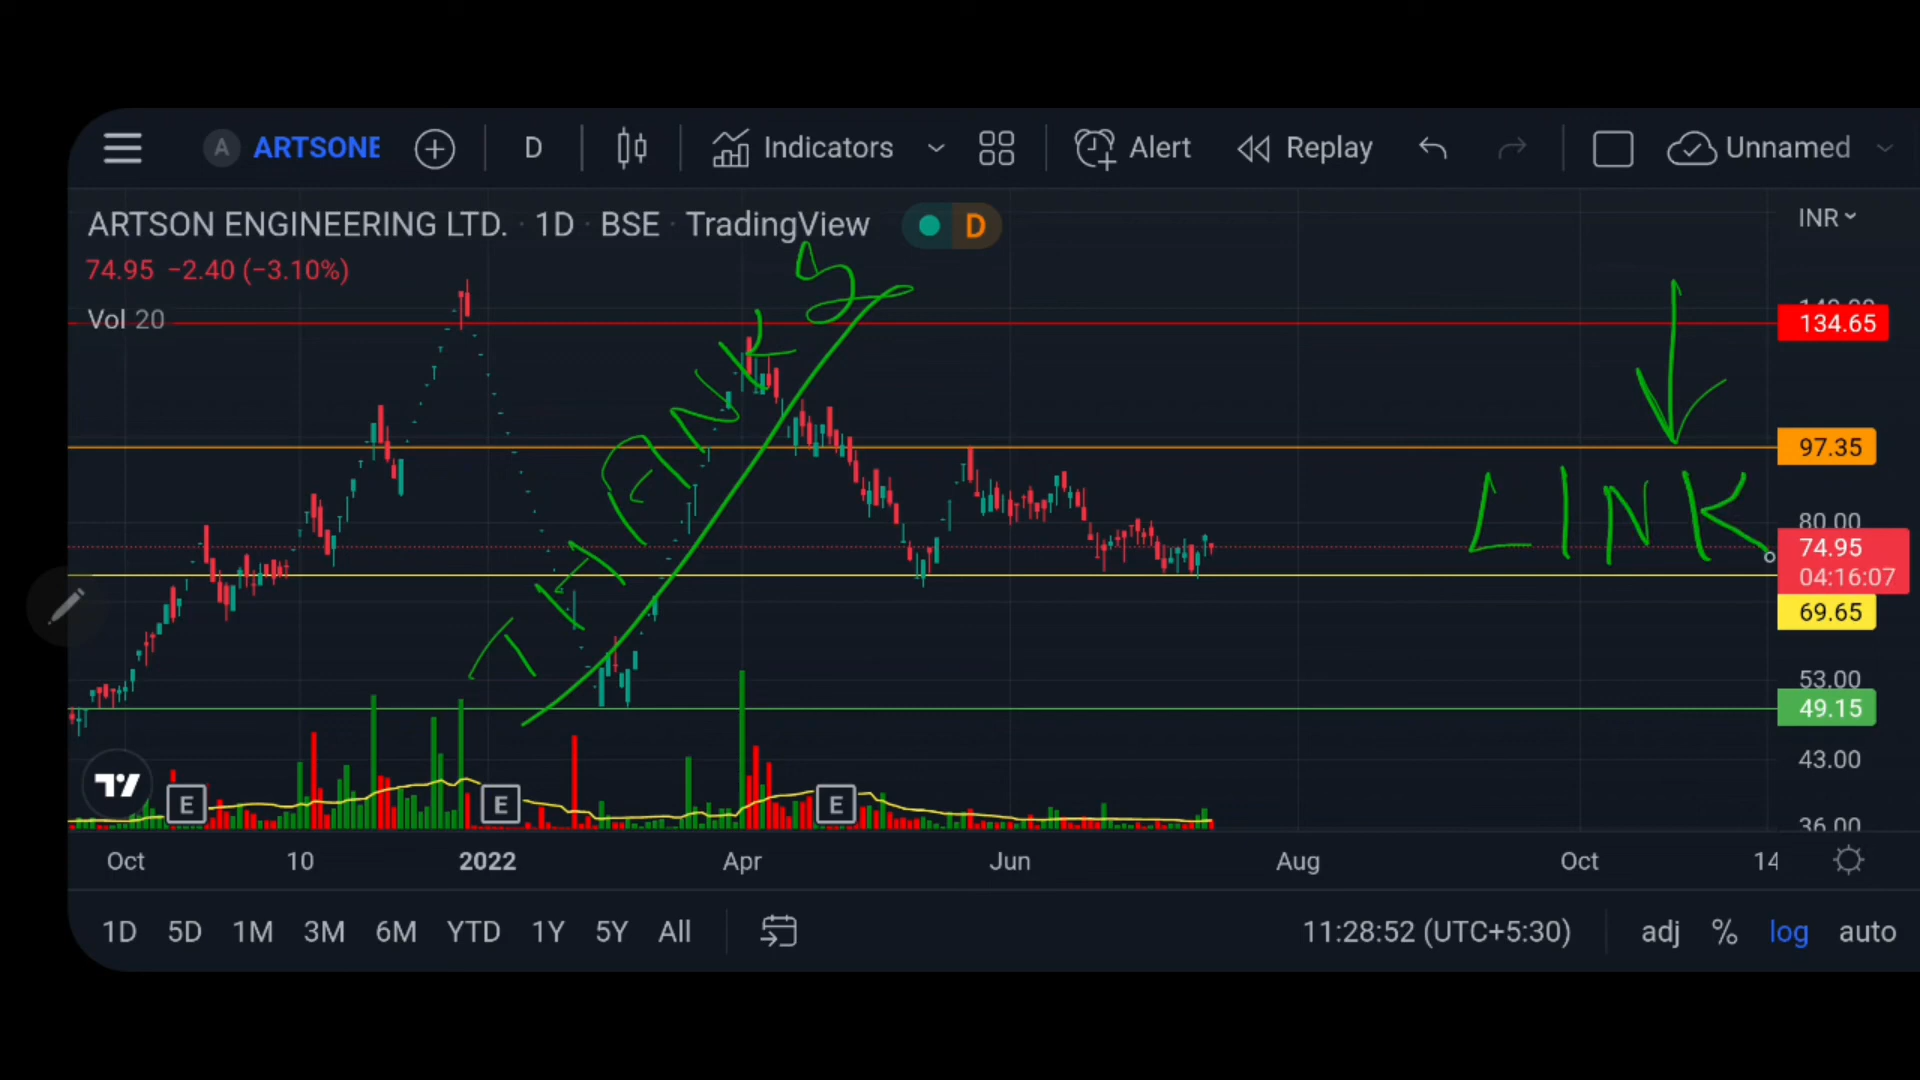 A ARTSONE D Indicators Alert Replay Unnamed
ARTSON ENGINEERING LTD. · 1D · BSE · TradingView D
INR
74.95 −2.40 (−3.10%)
Vol 20
140.00
134.65
THANKS
97.35
LINK
80.00
74.95
04:16:07
69.65
53.00
49.15
43.00
E E E
36.00
Oct 10 2022 Apr Jun Aug Oct 14
1D 5D 1M 3M 6M YTD 1Y 5Y All 11:28:52 (UTC+5:30) adj % log auto